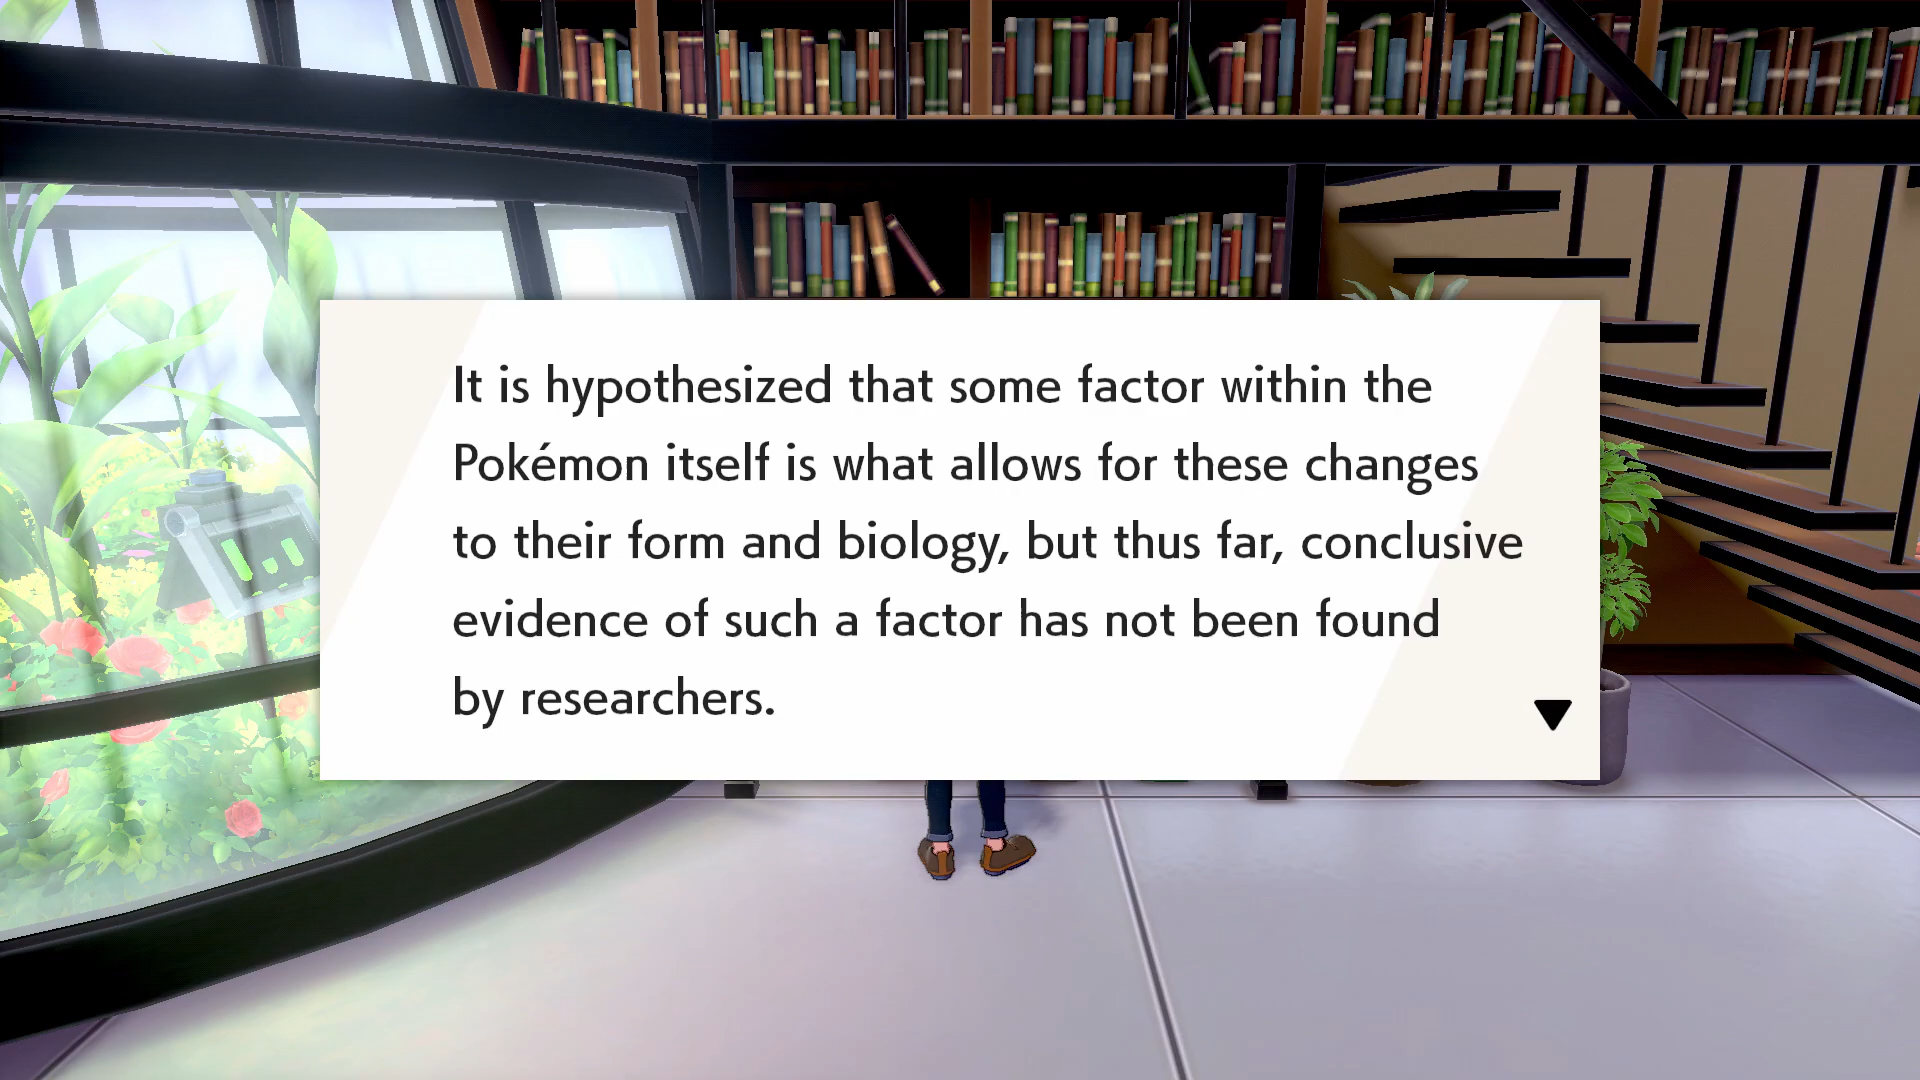 It is hypothesized that some factor within the
Pokémon itself is what allows for these changes
to their form and biology, but thus far, conclusive
evidence of such a factor has not been found
by researchers.